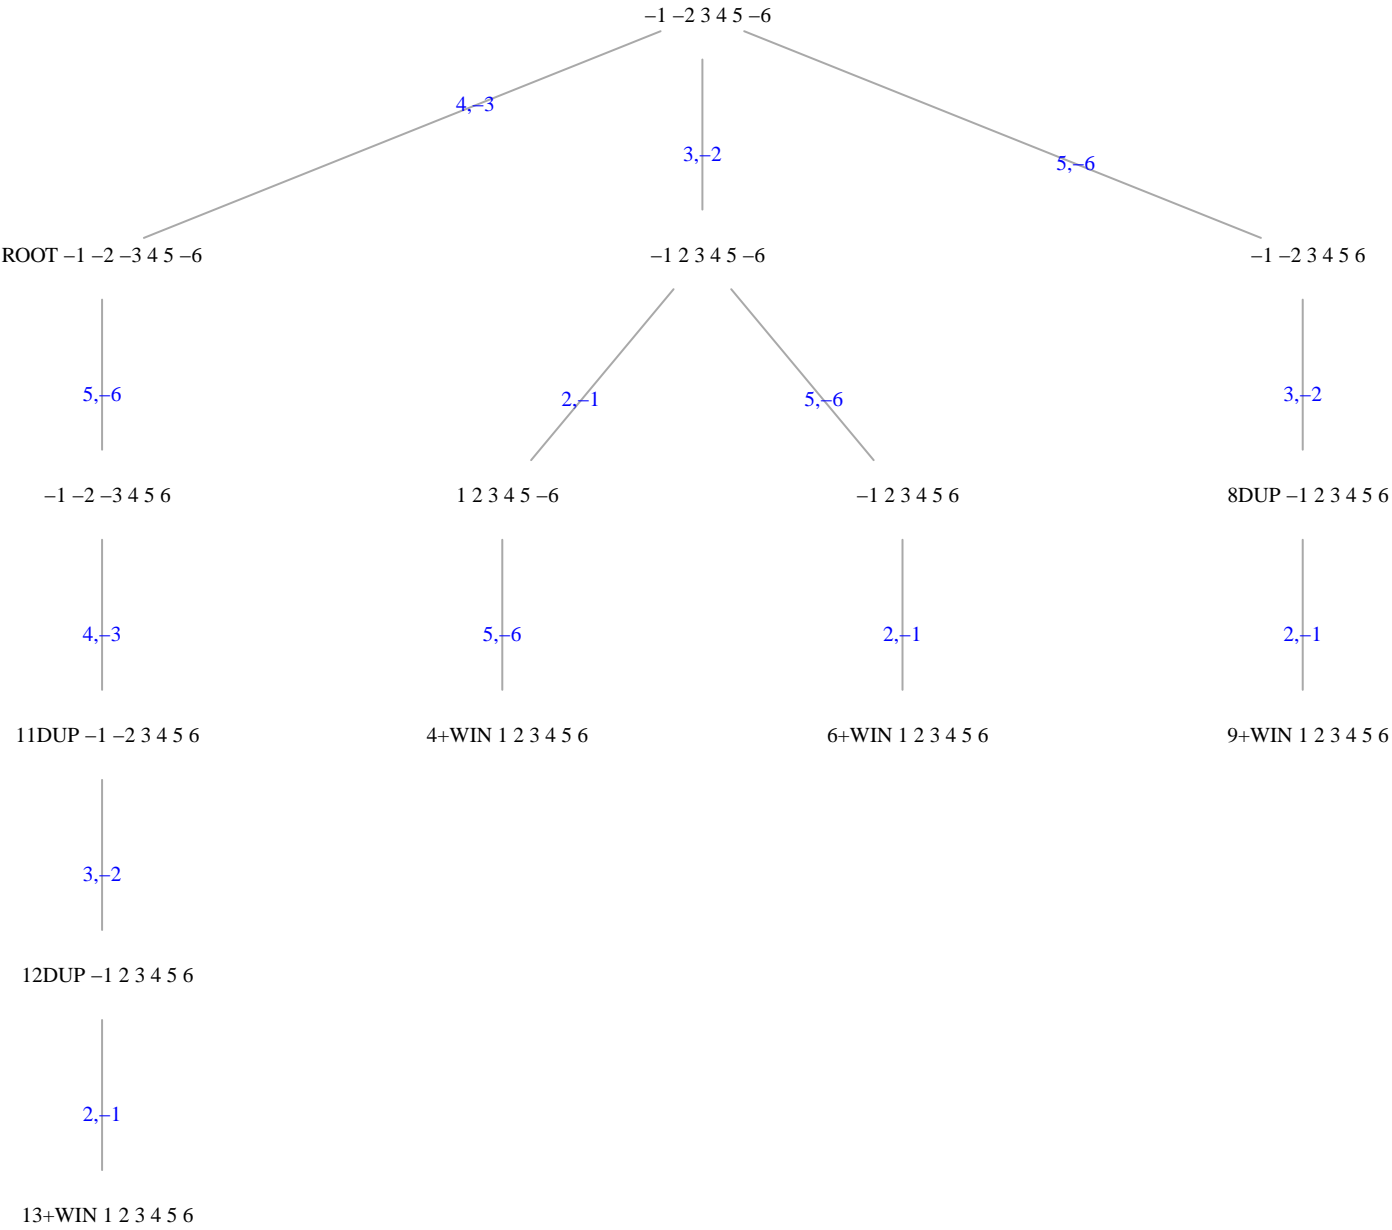 –1 –2 3 4 5 –6
4,–3
3,–2
5,–6
ROOT –1 –2 –3 4 5 –6
–1 2 3 4 5 –6
–1 –2 3 4 5 6
5,–6
2,–1
5,–6
3,–2
–1 –2 –3 4 5 6
1 2 3 4 5 –6
–1 2 3 4 5 6
8DUP –1 2 3 4 5 6
4,–3
5,–6
2,–1
2,–1
11DUP –1 –2 3 4 5 6
4+WIN 1 2 3 4 5 6
6+WIN 1 2 3 4 5 6
9+WIN 1 2 3 4 5 6
3,–2
12DUP –1 2 3 4 5 6
2,–1
13+WIN 1 2 3 4 5 6